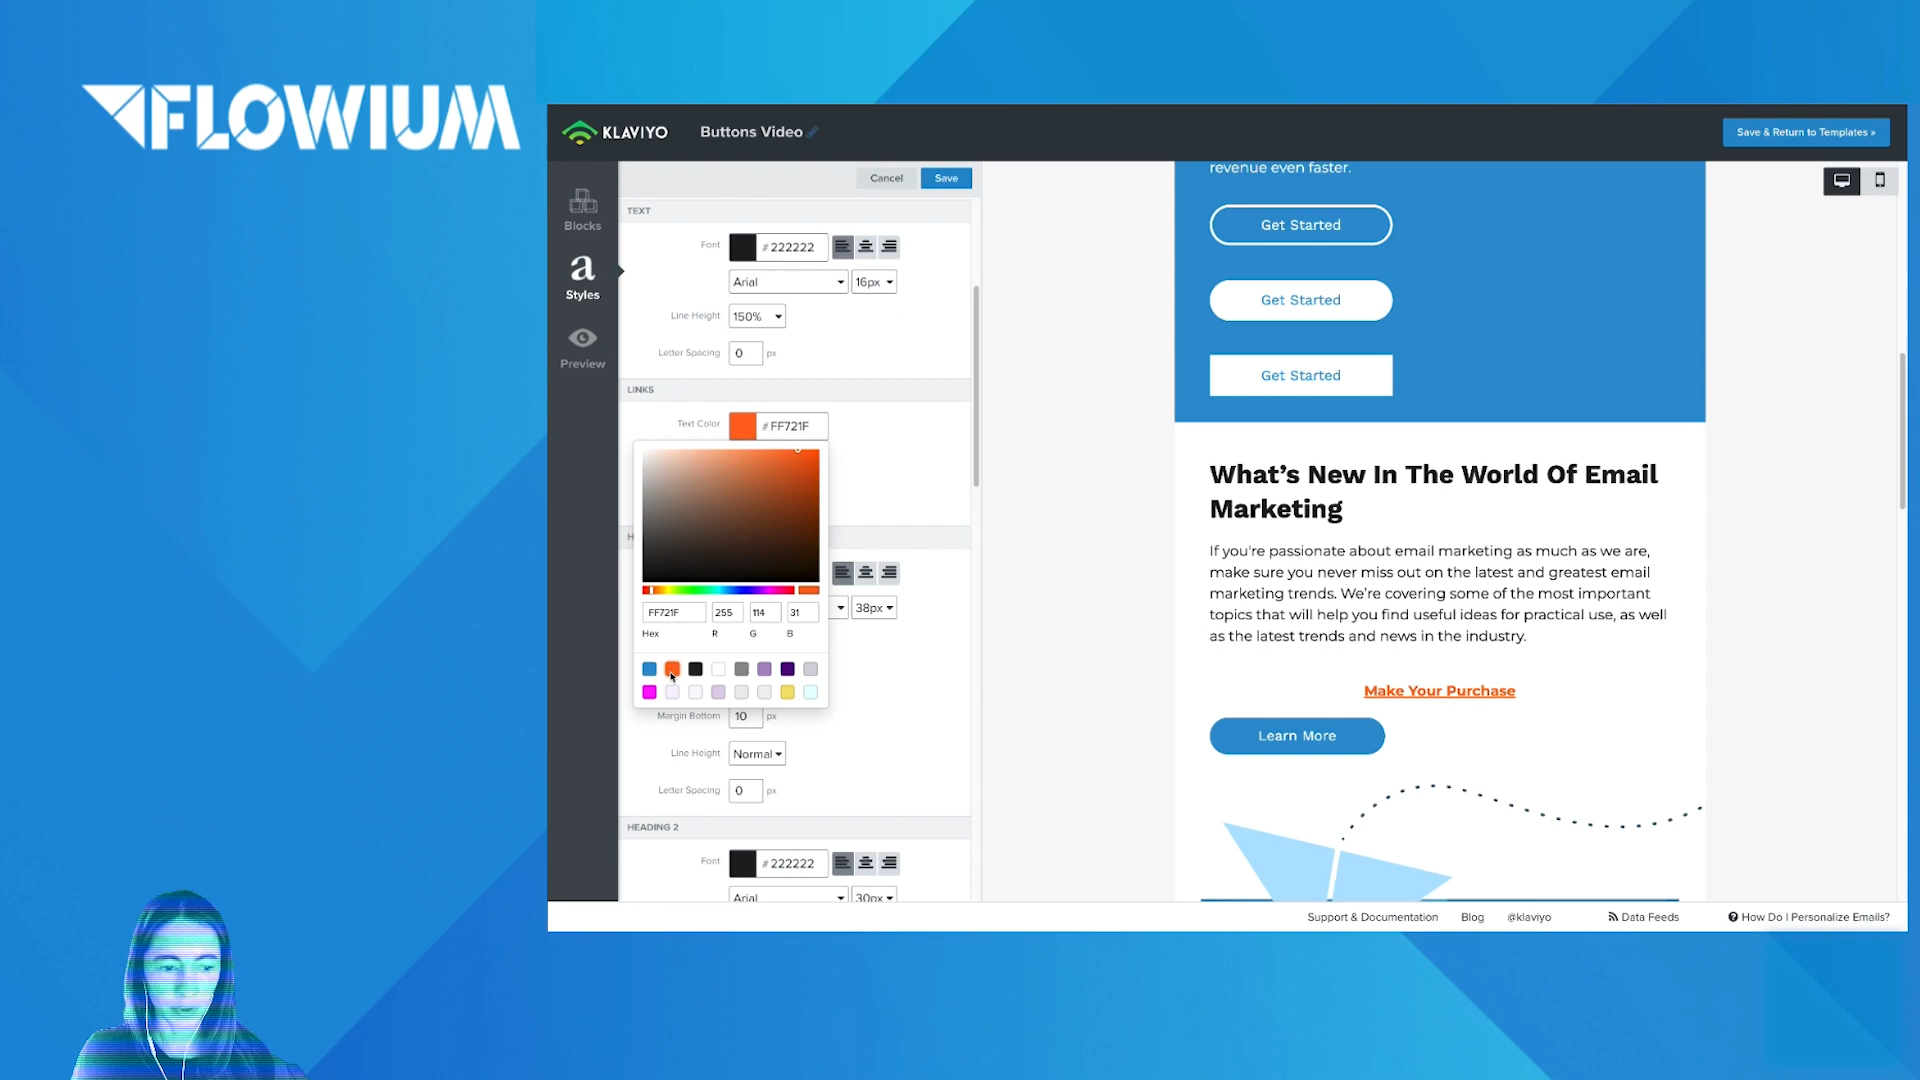 FLOWIUM
KLAVIYO
Buttons Video
Save & Return to Templates »
Blocks
a
Styles
Preview
Cancel
Save
TEXT
Font
# 222222
Arial
16px
Line Height
150%
Letter Spacing
0
px
LINKS
Text Color
# FF721F
H
38px
FF721F
255
114
31
Hex
R
G
B
Margin Bottom
10
px
Line Height
Normal
Letter Spacing
0
px
HEADING 2
Font
# 222222
Arial
30px
revenue even faster.
Get Started
Get Started
Get Started
What's New In The World Of Email
Marketing
If you're passionate about email marketing as much as we are,
make sure you never miss out on the latest and greatest email
marketing trends. We're covering some of the most important
topics that will help you find useful ideas for practical use, as well
as the latest trends and news in the industry.
Make Your Purchase
Learn More
Support & Documentation
Blog
@klaviyo
Data Feeds
How Do I Personalize Emails?